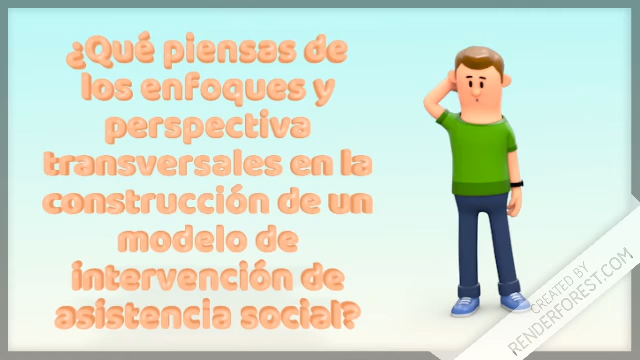 ¿Qué piensas de
los enfoques y
perspectiva
transversales en la
construcción de un
modelo de
intervención de
asistencia social?
CREATED BY
RENDERFOREST.COM